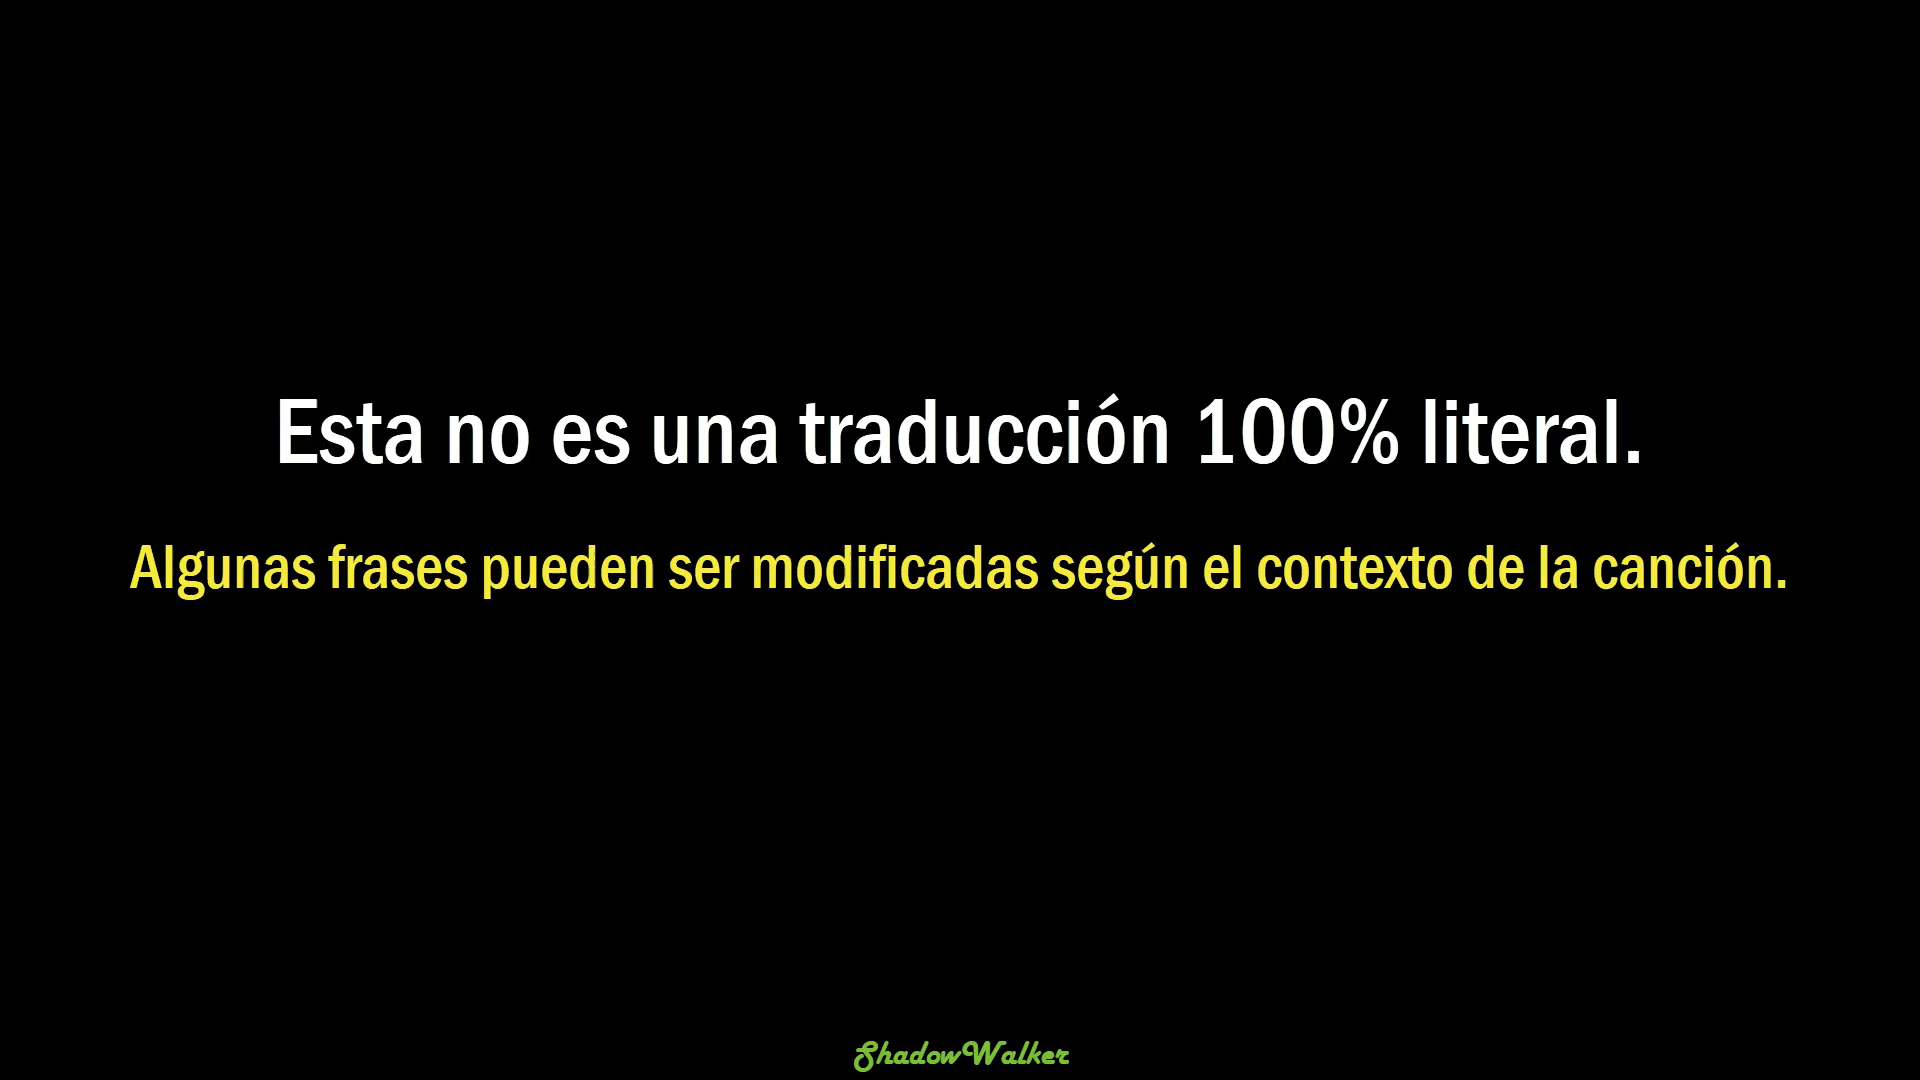 Esta no es una traducción 100% literal.
Algunas frases pueden ser modificadas según el contexto de la canción.
ShadowWalker